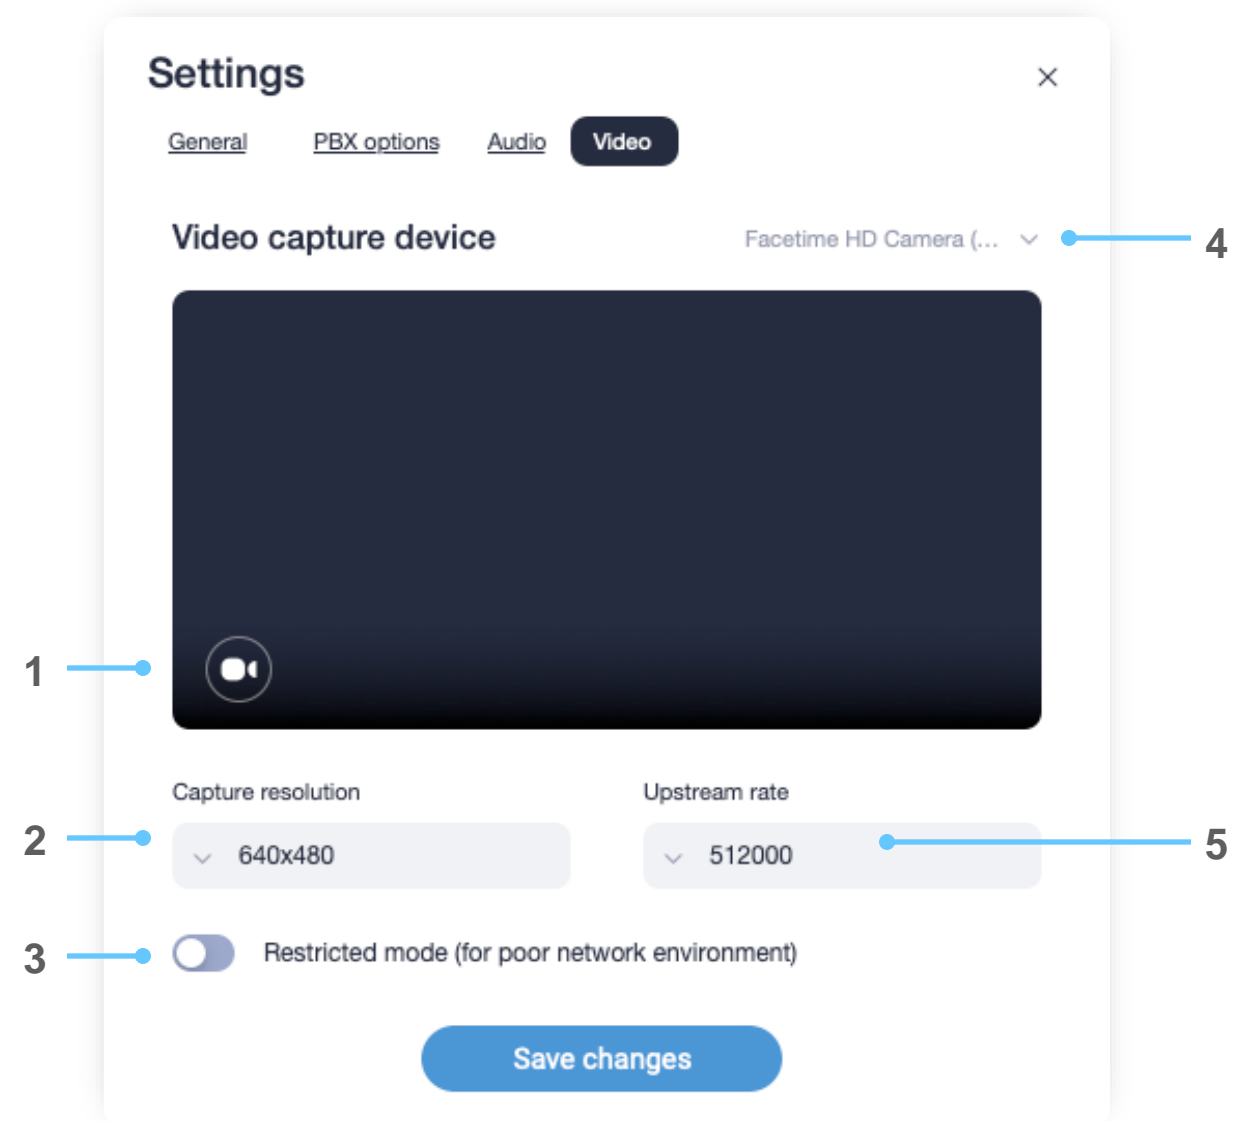 Settings
General
PBX options
Audio
Video
Video capture device
Facetime HD Camera (...
4
1
Capture resolution
Upstream rate
2
640x480
512000
5
3
Restricted mode (for poor network environment)
Save changes